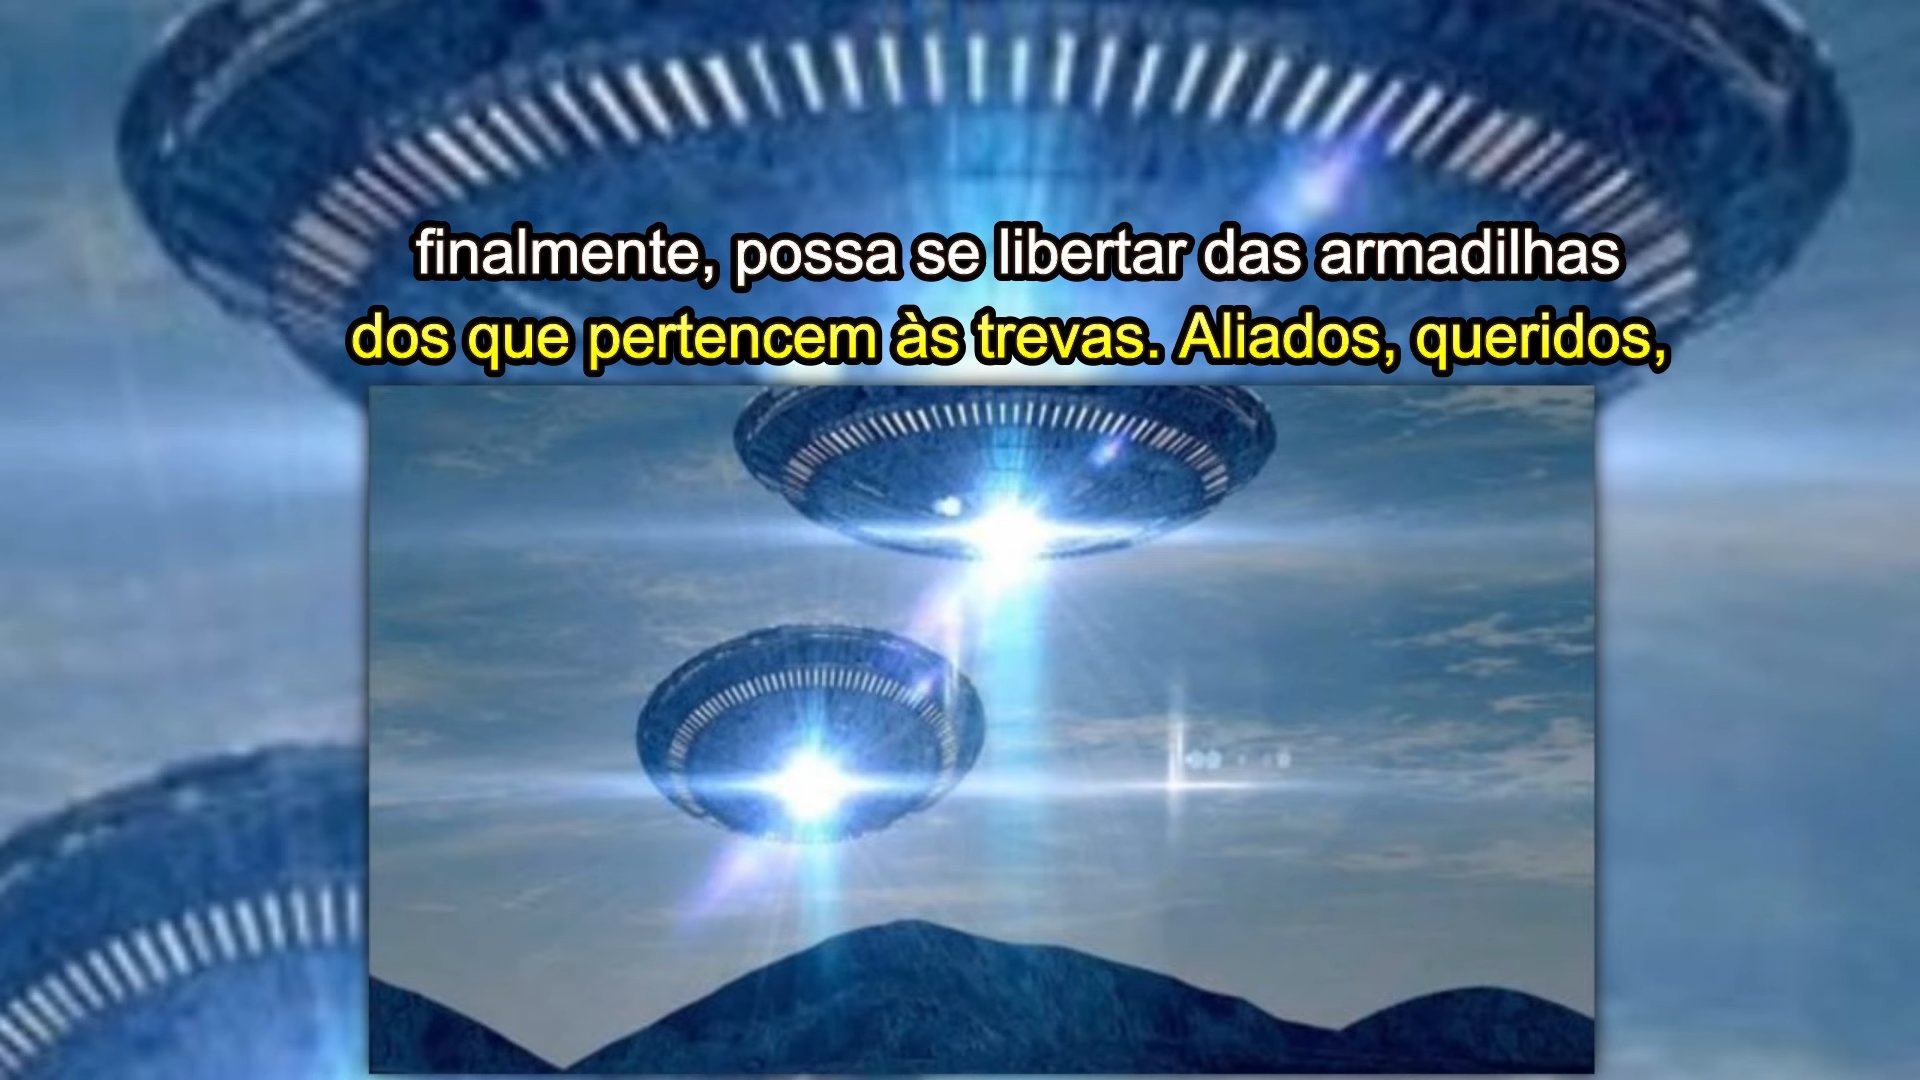 finalmente, possa se libertar das armadilhas
dos que pertencem às trevas. Aliados, queridos,